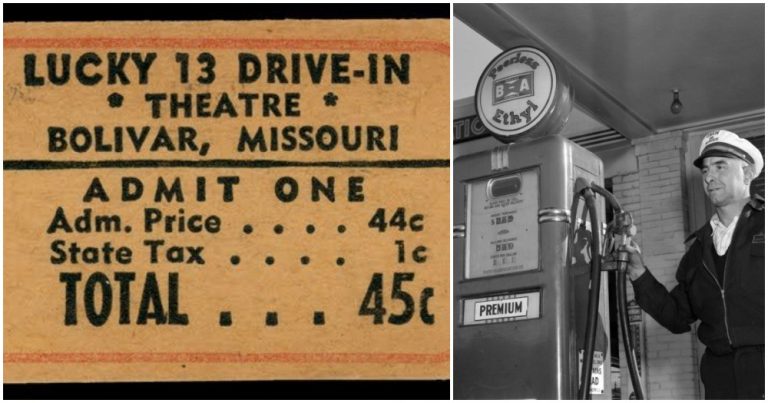 LUCKY 13 DRIVE-IN
* THEATRE *
BOLIVAR, MISSOURI
ADMIT ONE
Adm. Price . . . . 44c
State Tax . . . . 1c
TOTAL . . . 45c
Peerless
B A
Ethyl
PREMIUM